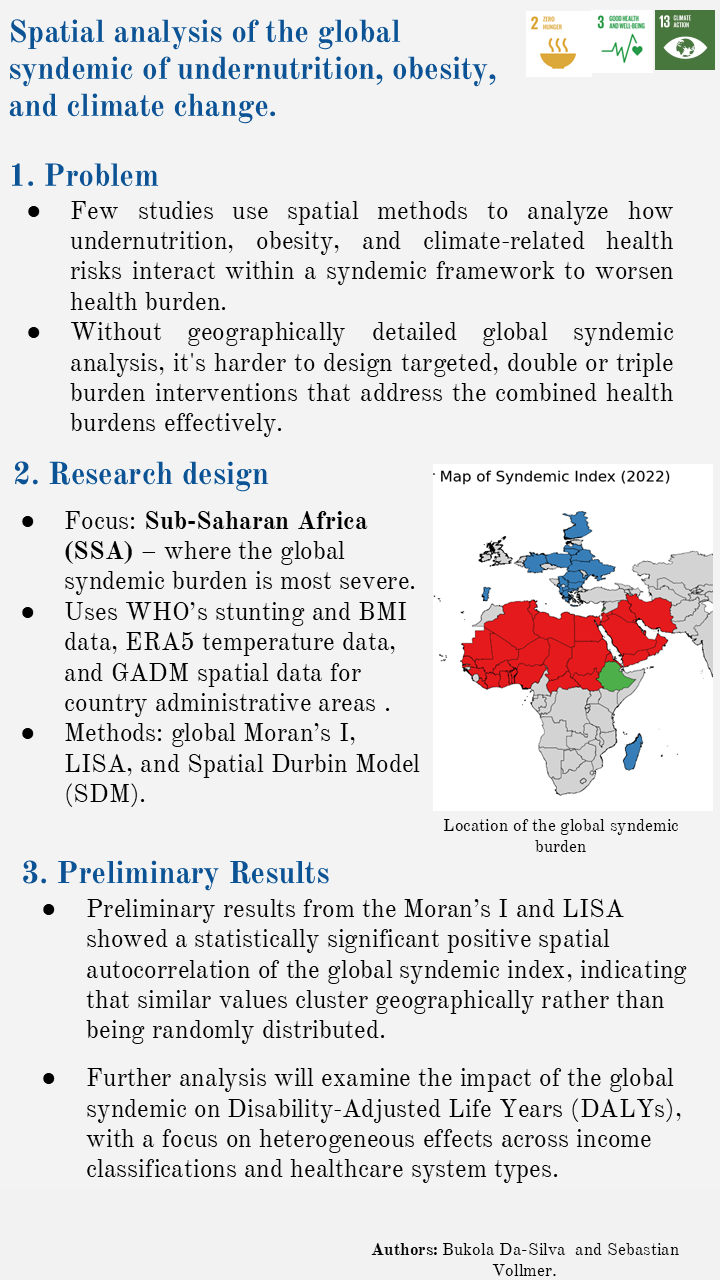 Spatial analysis of the global
syndemic of undernutrition, obesity,
and climate change.
2 ZERO
HUNGER
3 GOOD HEALTH
AND WELL-BEING
13 CLIMATE
ACTION
1. Problem
● Few studies use spatial methods to analyze how
undernutrition, obesity, and climate-related health
risks interact within a syndemic framework to worsen
health burden.
● Without geographically detailed global syndemic
analysis, it's harder to design targeted, double or triple
burden interventions that address the combined health
burdens effectively.
2. Research design
● Focus: Sub-Saharan Africa
(SSA) – where the global
syndemic burden is most severe.
● Uses WHO’s stunting and BMI
data, ERA5 temperature data,
and GADM spatial data for
country administrative areas .
● Methods: global Moran’s I,
LISA, and Spatial Durbin Model
(SDM).
Map of Syndemic Index (2022)
Location of the global syndemic
burden
3. Preliminary Results
● Preliminary results from the Moran’s I and LISA
showed a statistically significant positive spatial
autocorrelation of the global syndemic index, indicating
that similar values cluster geographically rather than
being randomly distributed.
● Further analysis will examine the impact of the global
syndemic on Disability-Adjusted Life Years (DALYs),
with a focus on heterogeneous effects across income
classifications and healthcare system types.
Authors: Bukola Da-Silva and Sebastian
Vollmer.